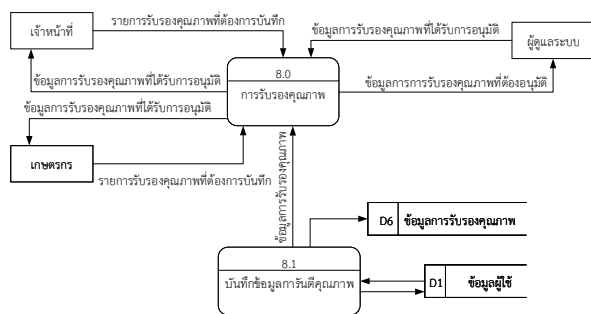 รายการรับรองคุณภาพที่ต้องการบันทึก
เจ้าหน้าที่
ข้อมูลการรับรองคุณภาพที่ได้รับการอนุมัติ
ผู้ดูแลระบบ
8.0
การรับรองคุณภาพ
ข้อมูลการรับรองคุณภาพที่ได้รับการอนุมัติ
ข้อมูลการการรับรองคุณภาพที่ต้องอนุมัติ
ข้อมูลการรับรองคุณภาพที่ได้รับการอนุมัติ
เกษตรกร
รายการรับรองคุณภาพที่ต้องการบันทึก
ข้อมูลการรับรองคุณภาพ
D6 ข้อมูลการรับรองคุณภาพ
8.1
บันทึกข้อมูลการันตีคุณภาพ
D1 ข้อมูลผู้ใช้